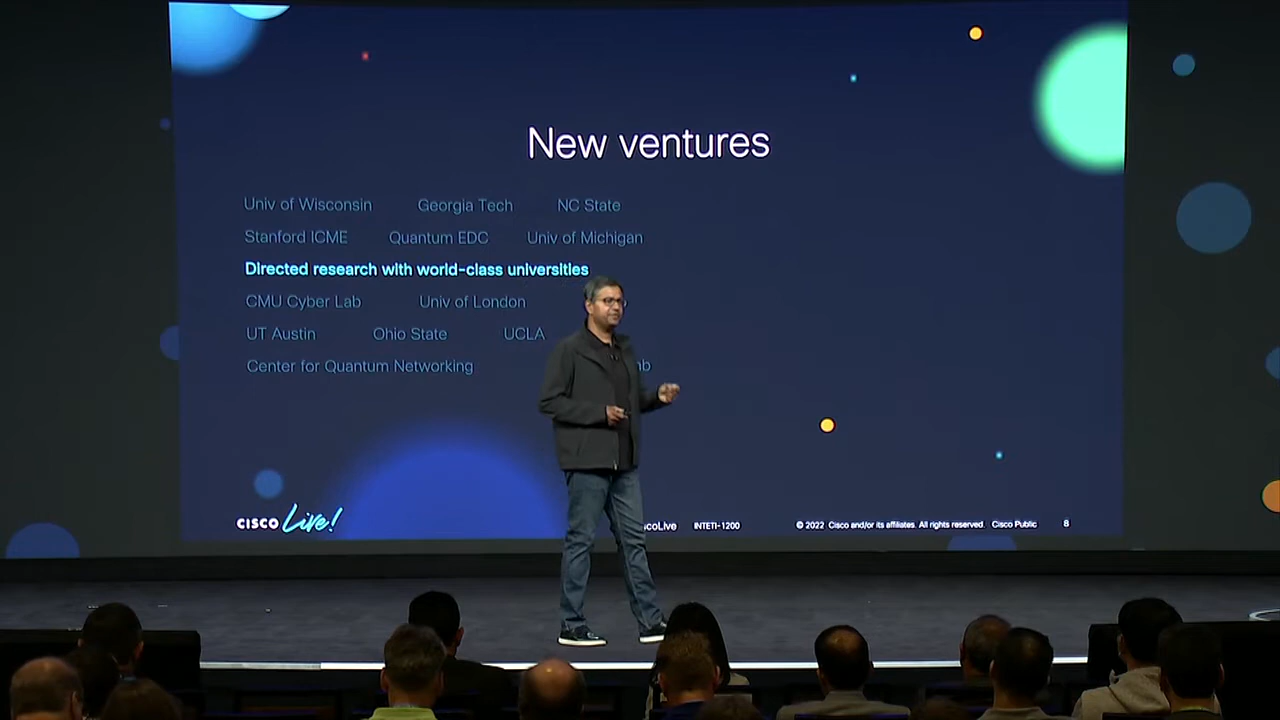 New ventures
Univ of Wisconsin Georgia Tech NC State
Stanford ICME Quantum EDC Univ of Michigan
Directed research with world-class universities
CMU Cyber Lab Univ of London
UT Austin Ohio State UCLA
Center for Quantum Networking
CISCO Live! INTETI-1200 © 2022 Cisco and/or its affiliates. All rights reserved. Cisco Public 8